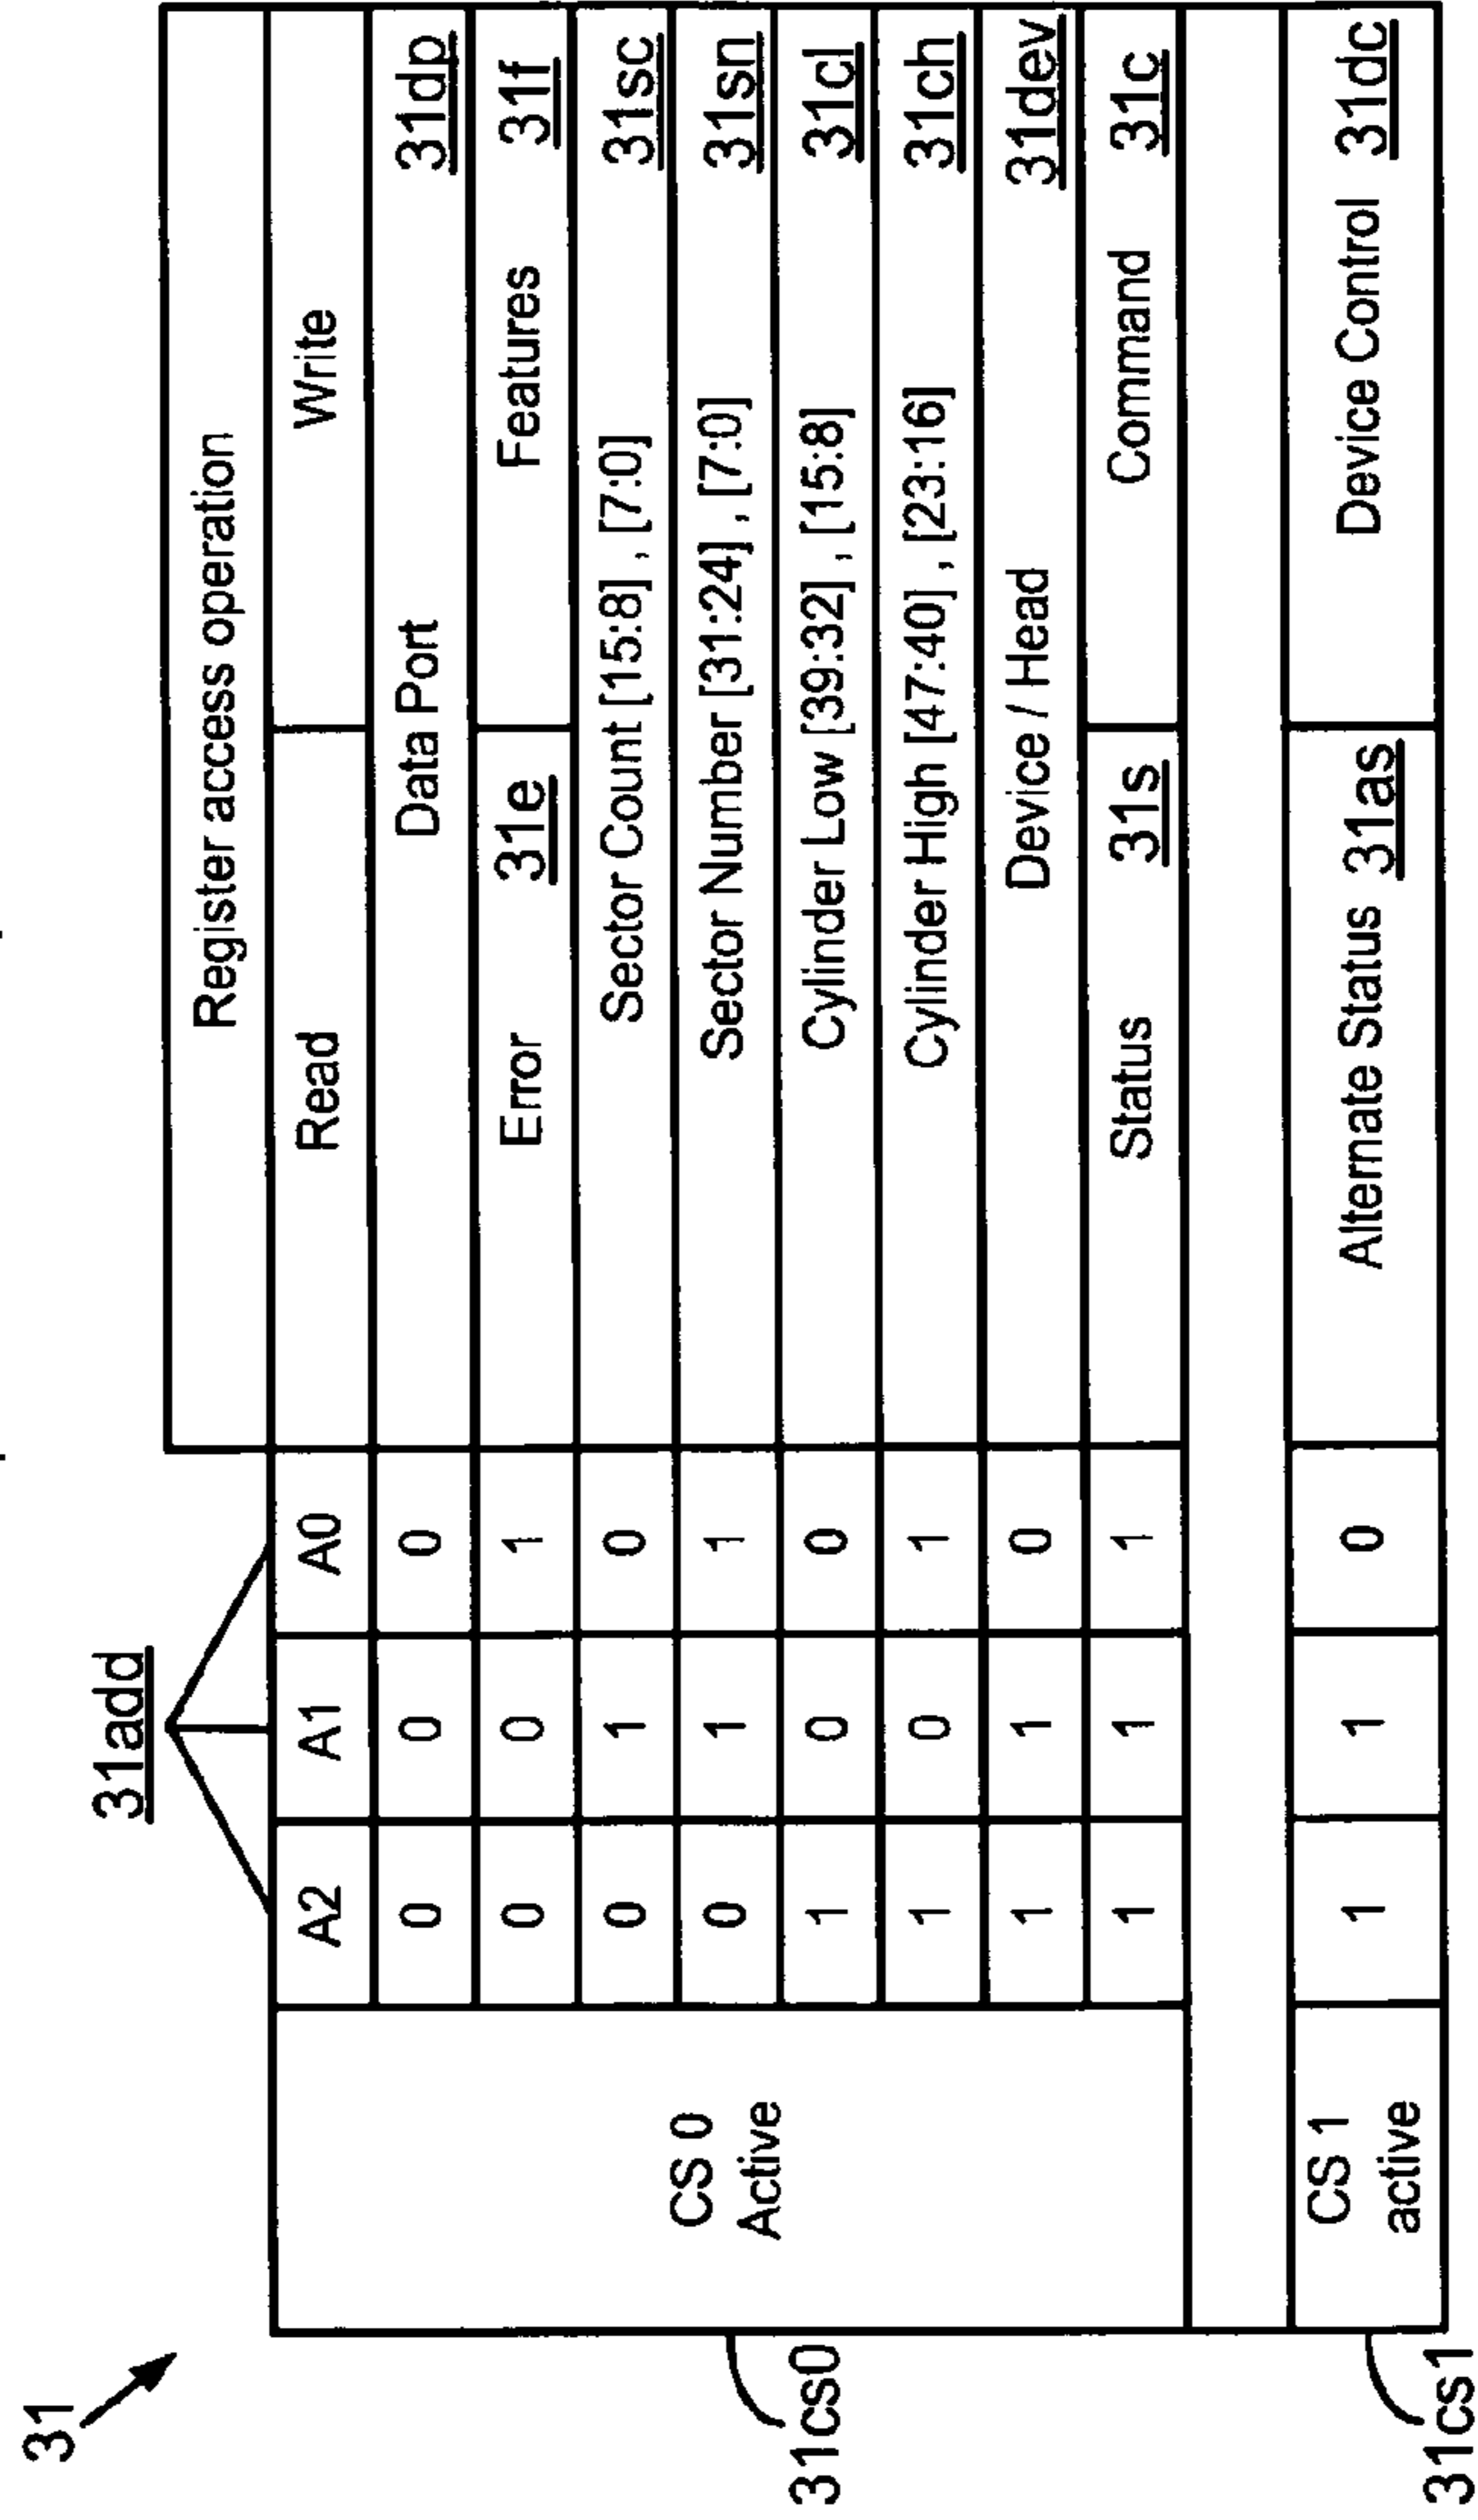 31
31add
Register access operation
A2 A1 A0 Read Write
0 0 0 Data Port 31dp
0 0 1 Error 31e Features 31f
0 1 0 Sector Count [15:8] , [7:0] 31sc
0 1 1 Sector Number [31:24] , [7:0] 31sn
1 0 0 Cylinder Low [39:32] , [15:8] 31cl
1 0 1 Cylinder High [47:40] , [23:16] 31ch
1 1 0 Device / Head 31dev
1 1 1 Status 31s Command 31c
CS 0
Active
31cs0
CS 1
active
1 1 0 Alternate Status 31as Device Control 31dc
31cs1